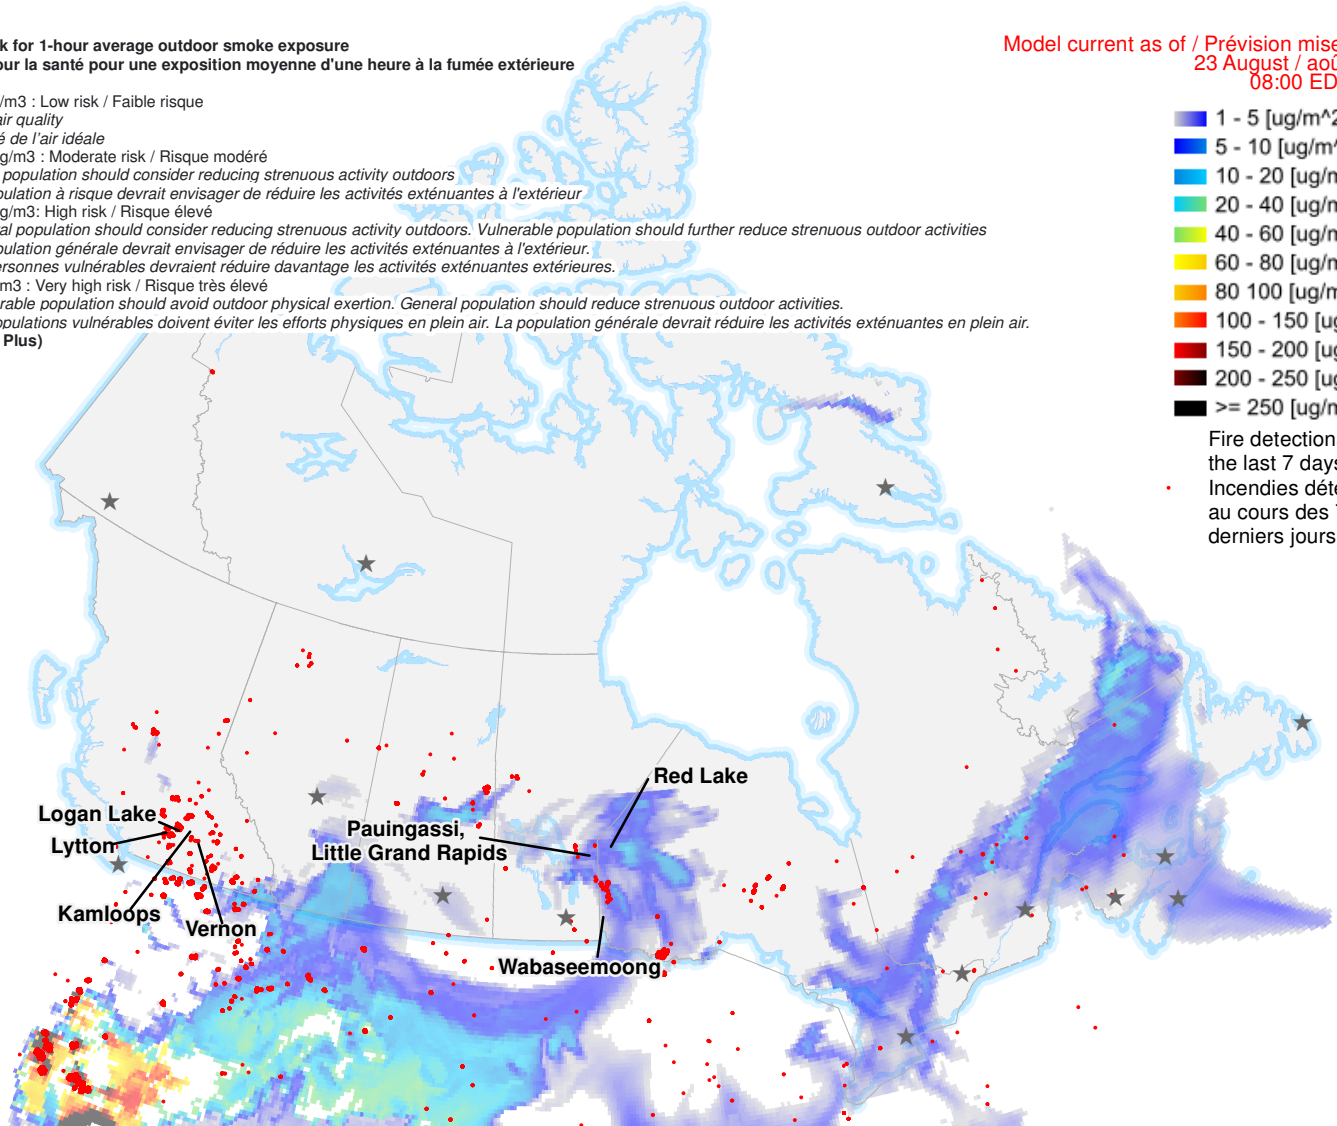 k for 1-hour average outdoor smoke exposure
our la santé pour une exposition moyenne d'une heure à la fumée extérieure
/m3 : Low risk / Faible risque
air quality
é de l'air idéale
g/m3 : Moderate risk / Risque modéré
population should consider reducing strenuous activity outdoors
pulation à risque devrait envisager de réduire les activités exténuantes à l'extérieur
g/m3: High risk / Risque élevé
al population should consider reducing strenuous activity outdoors. Vulnerable population should further reduce strenuous outdoor activities
pulation générale devrait envisager de réduire les activités exténuantes à l'extérieur.
ersonnes vulnérables devraient réduire davantage les activités exténuantes extérieures.
m3 : Very high risk / Risque très élevé
rable population should avoid outdoor physical exertion. General population should reduce strenuous outdoor activities.
opulations vulnérables doivent éviter les efforts physiques en plein air. La population générale devrait réduire les activités exténuantes en plein air.
Plus)
Model current as of / Prévision mise
23 August / aoû
08:00 ED
1 - 5 [ug/m^2
5 - 10 [ug/m^
10 - 20 [ug/m
20 - 40 [ug/m
40 - 60 [ug/m
60 - 80 [ug/m
80 100 [ug/m
100 - 150 [ug
150 - 200 [ug
200 - 250 [ug
>= 250 [ug/m
Fire detection
the last 7 days
Incendies déte
au cours des 7
derniers jours
Red Lake
Logan Lake
Lytton
Pauingassi,
Little Grand Rapids
Kamloops
Vernon
Wabaseemoong